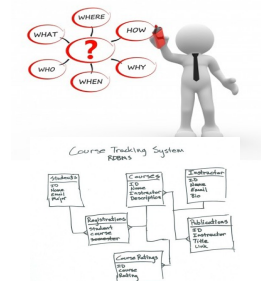 WHERE
WHAT
HOW
?
WHO
WHY
WHEN
Course Tracking System
RDBMS
Students
ID
Name
Email
Major
Courses
ID
Name
Instructor
Description
Instructor
ID
Name
Email
Bio
Registrations
Student
Course
Semester
Publications
ID
Instructor
Title
Link
Course Ratings
ID
Course
Rating